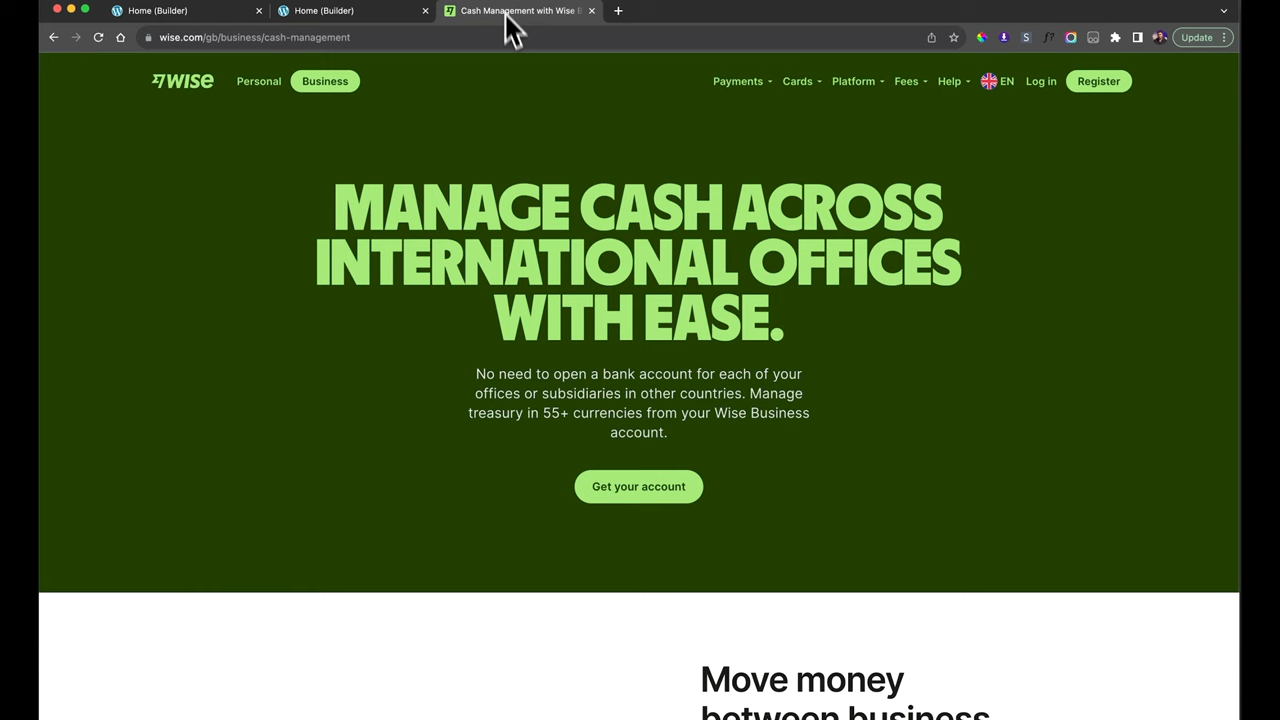 Home (Builder)
Home (Builder)
Cash Management with Wise B
wise.com/gb/business/cash-management
Update
WISE
Personal
Business
Payments
Cards
Platform
Fees
Help
EN
Log in
Register
MANAGE CASH ACROSS
INTERNATIONAL OFFICES
WITH EASE.
No need to open a bank account for each of your
offices or subsidiaries in other countries. Manage
treasury in 55+ currencies from your Wise Business
account.
Get your account
Move money
between business